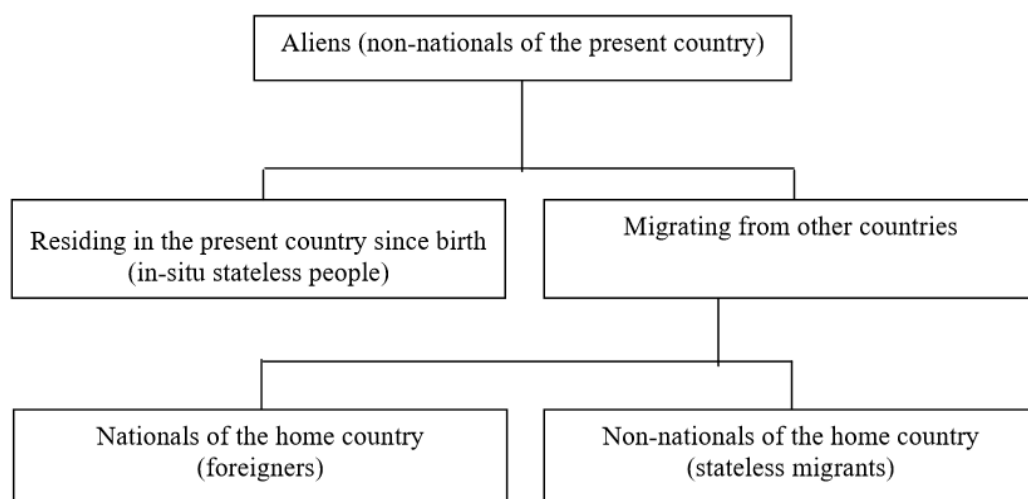 Aliens (non-nationals of the present country)
Residing in the present country since birth
(in-situ stateless people)
Migrating from other countries
Nationals of the home country
(foreigners)
Non-nationals of the home country
(stateless migrants)